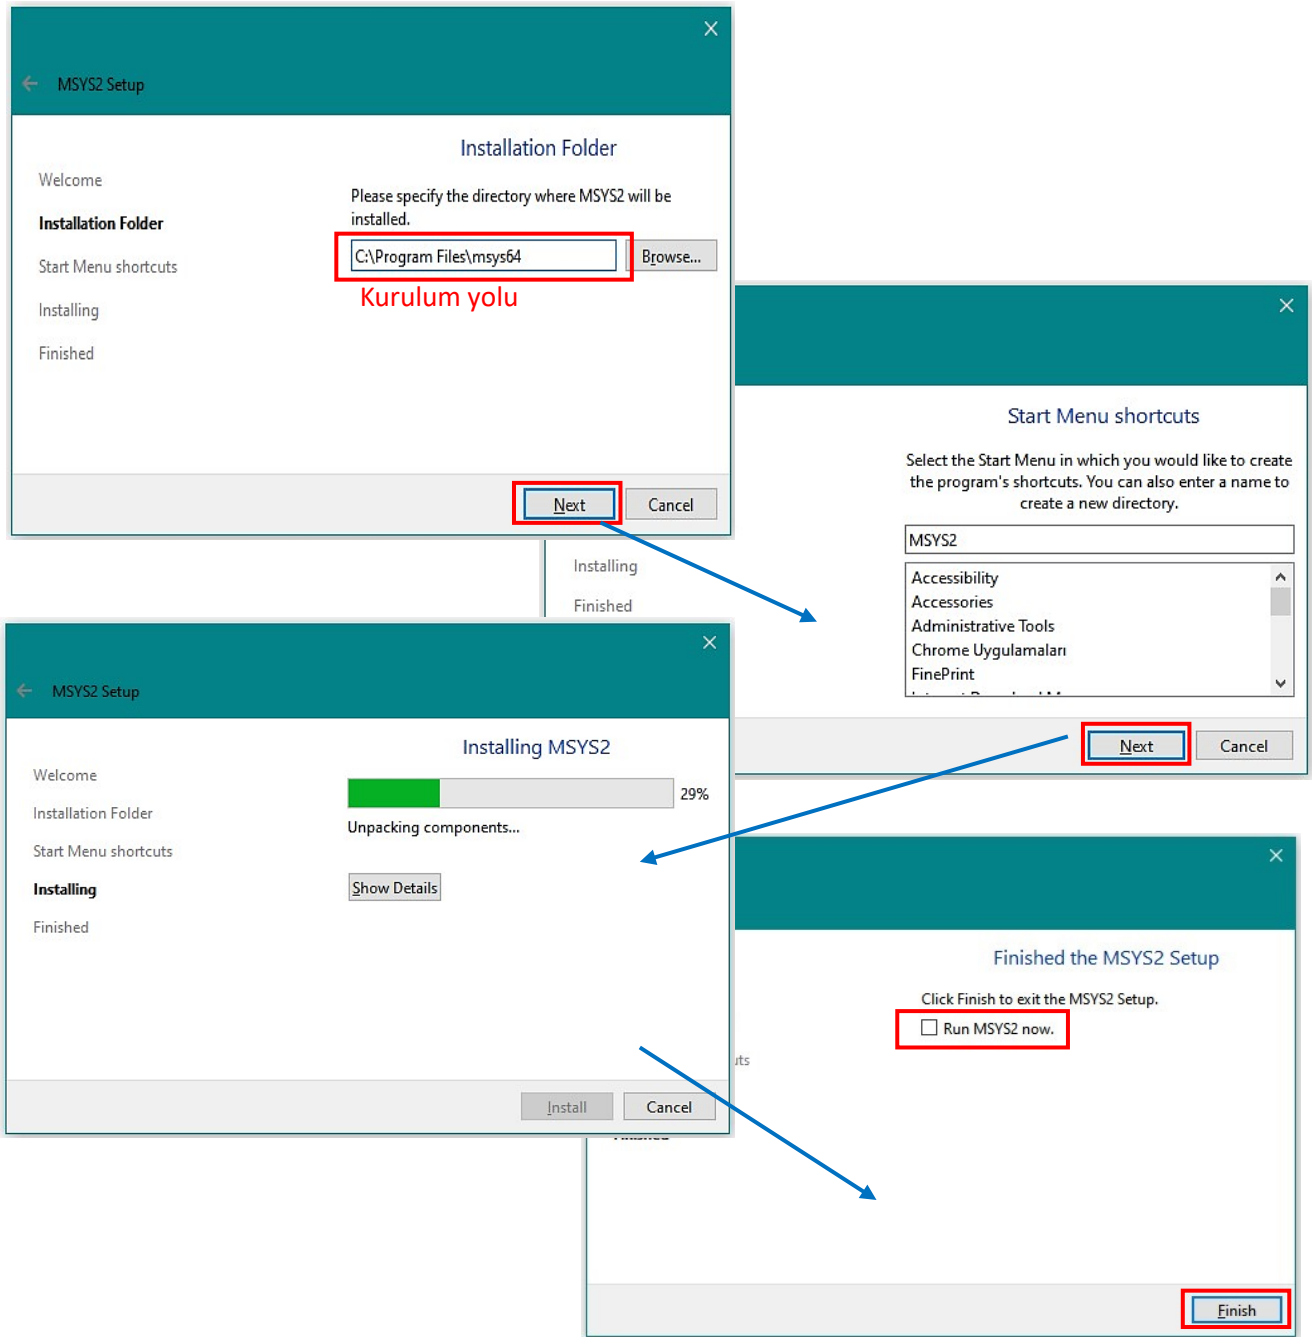 MSYS2 Setup
Welcome
Installation Folder
Start Menu shortcuts
Installing
Finished
Installation Folder
Please specify the directory where MSYS2 will be
installed.
C:\Program Files\msys64
Browse...
Kurulum yolu
Next
Cancel
Installing
Finished
Start Menu shortcuts
Select the Start Menu in which you would like to create
the program's shortcuts. You can also enter a name to
create a new directory.
MSYS2
Accessibility
Accessories
Administrative Tools
Chrome Uygulamaları
FinePrint
Next
Cancel
MSYS2 Setup
Welcome
Installation Folder
Start Menu shortcuts
Installing
Finished
Installing MSYS2
29%
Unpacking components...
Show Details
Install
Cancel
uts
Finished the MSYS2 Setup
Click Finish to exit the MSYS2 Setup.
Run MSYS2 now.
Finish